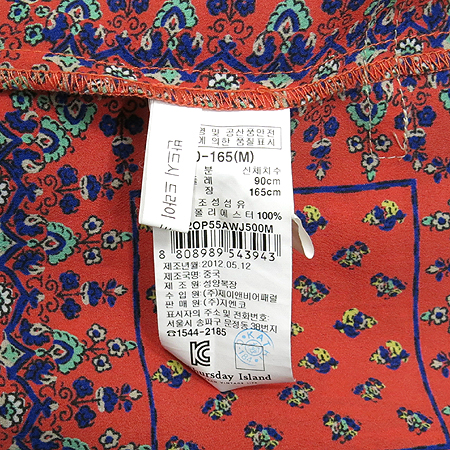 반드시 드라이
및 공산품안전
에 의한 품질표시
0-165(M)
분 신체치수
레 90cm
장 165cm
조성섬유
폴리에스터 100%
2OP55AWJ500M
8 808989 543943
제조년월:2012.05.12
제조국명:중국
제 조 원:성양복장
수 입 원:(주)제이앤비어패럴
판 매 원:(주)지엔코
표시자의 주소 및 전화번호:
서울시 송파구 문정동 38번지
☎1544-2185
KC
KA
ursday Island